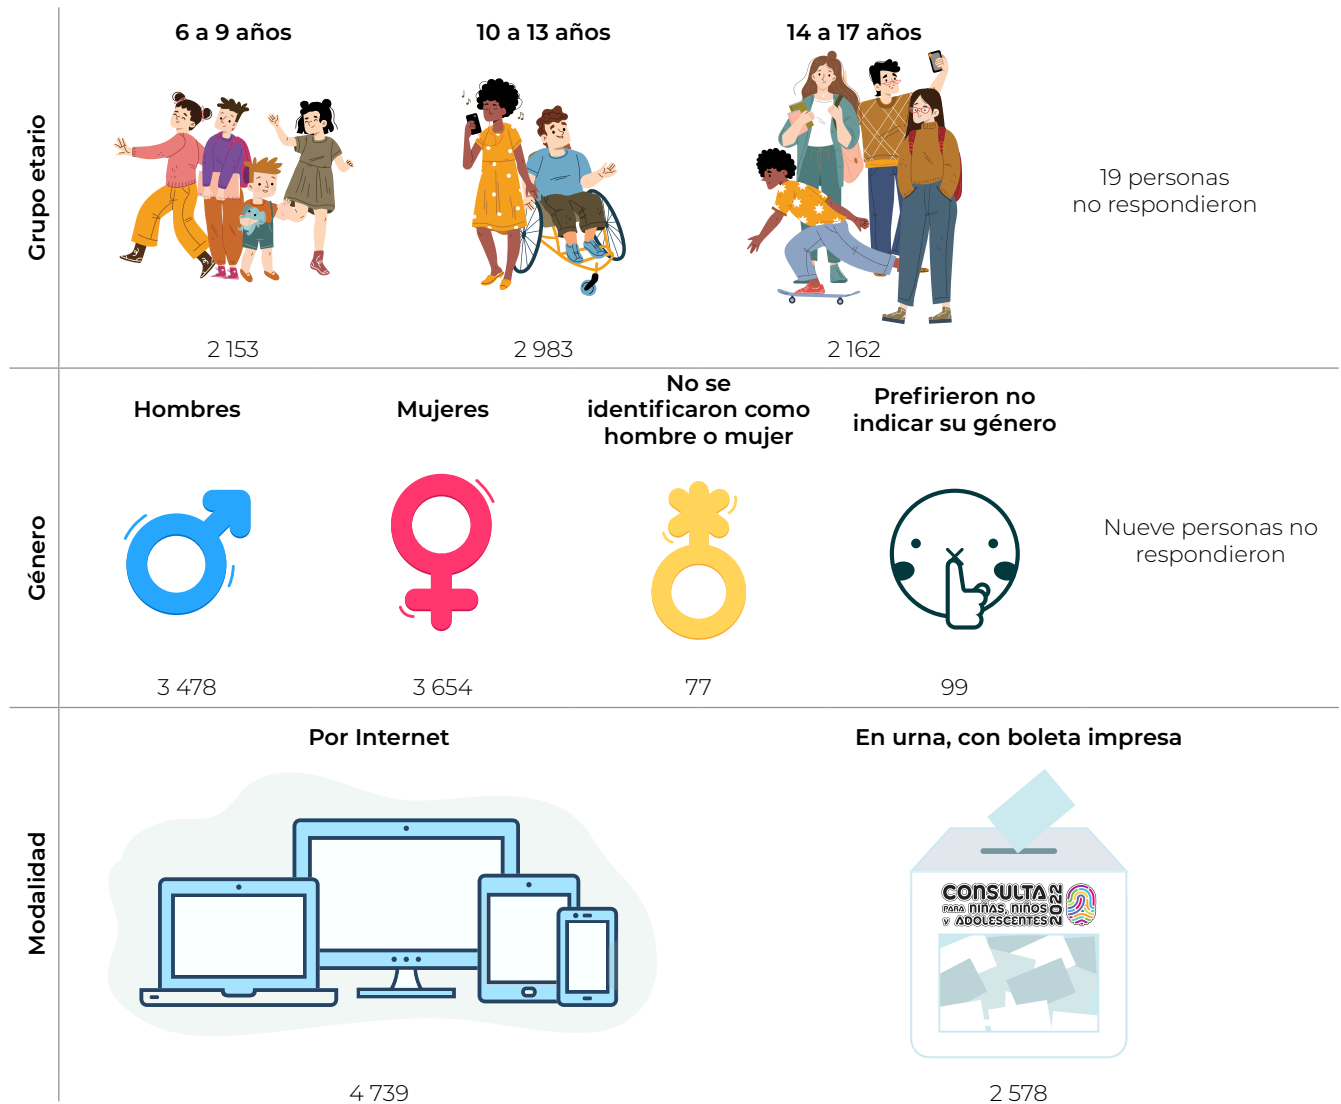 Grupo etario
6 a 9 años
10 a 13 años
14 a 17 años
19 personas
no respondieron
2 153
2 983
2 162
Género
Hombres
Mujeres
No se
identificaron como
hombre o mujer
Prefirieron no
indicar su género
Nueve personas no
respondieron
3 478
3 654
77
99
Modalidad
Por Internet
En urna, con boleta impresa
CONSULTA
PARA NIÑAS, NIÑOS
y ADOLESCENTES
2022
4 739
2 578